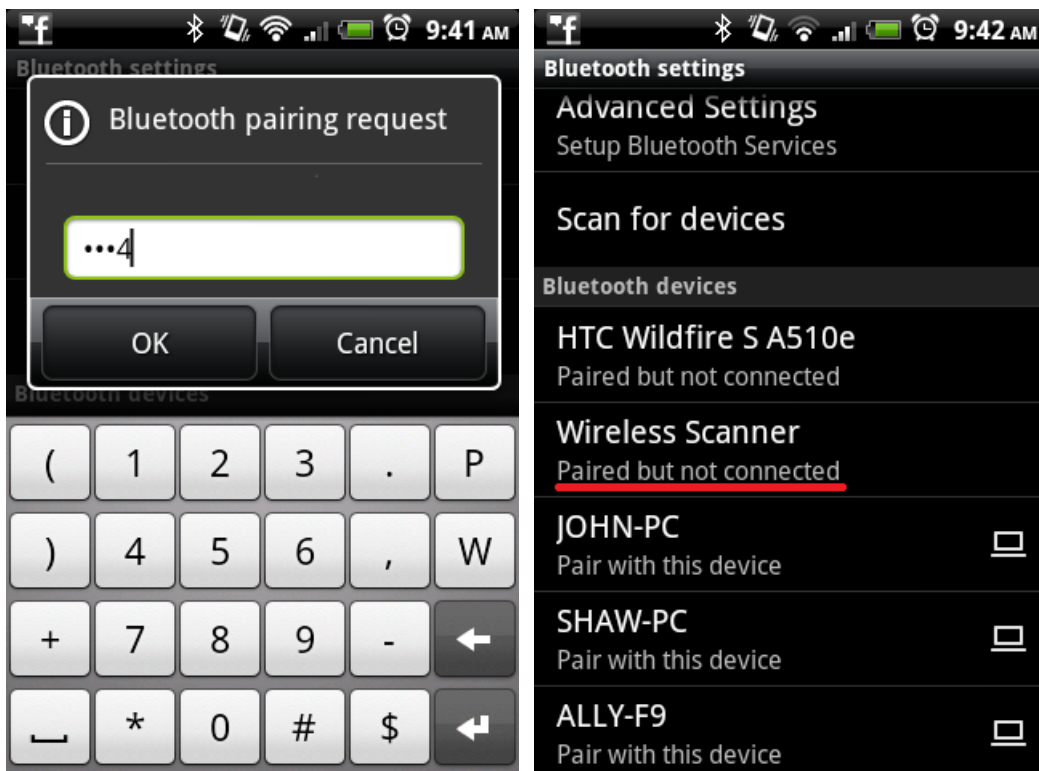 9:41 AM
Bluetooth settings
Bluetooth pairing request
•••4
OK Cancel
Bluetooth devices
( 1 2 3 . P
) 4 5 6 , W
+ 7 8 9 -
* 0 # $
9:42 AM
Bluetooth settings
Advanced Settings
Setup Bluetooth Services
Scan for devices
Bluetooth devices
HTC Wildfire S A510e
Paired but not connected
Wireless Scanner
Paired but not connected
JOHN-PC
Pair with this device
SHAW-PC
Pair with this device
ALLY-F9
Pair with this device